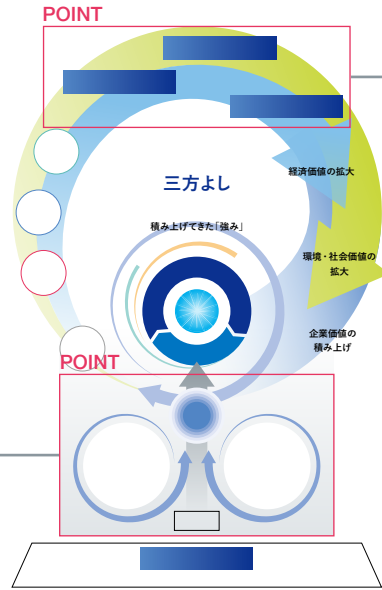 POINT
三方よし
経済価値の拡大
積み上げてきた「強み」
環境・社会価値の
拡大
企業価値の
積み上げ
POINT